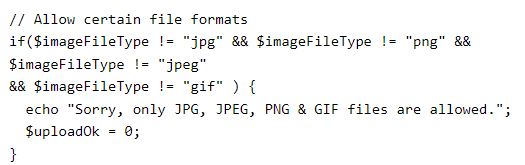 // Allow certain file formats
if($imageFileType != "jpg" && $imageFileType != "png" &&
$imageFileType != "jpeg"
&& $imageFileType != "gif" ) {
  echo "Sorry, only JPG, JPEG, PNG & GIF files are allowed.";
  $uploadOk = 0;
}